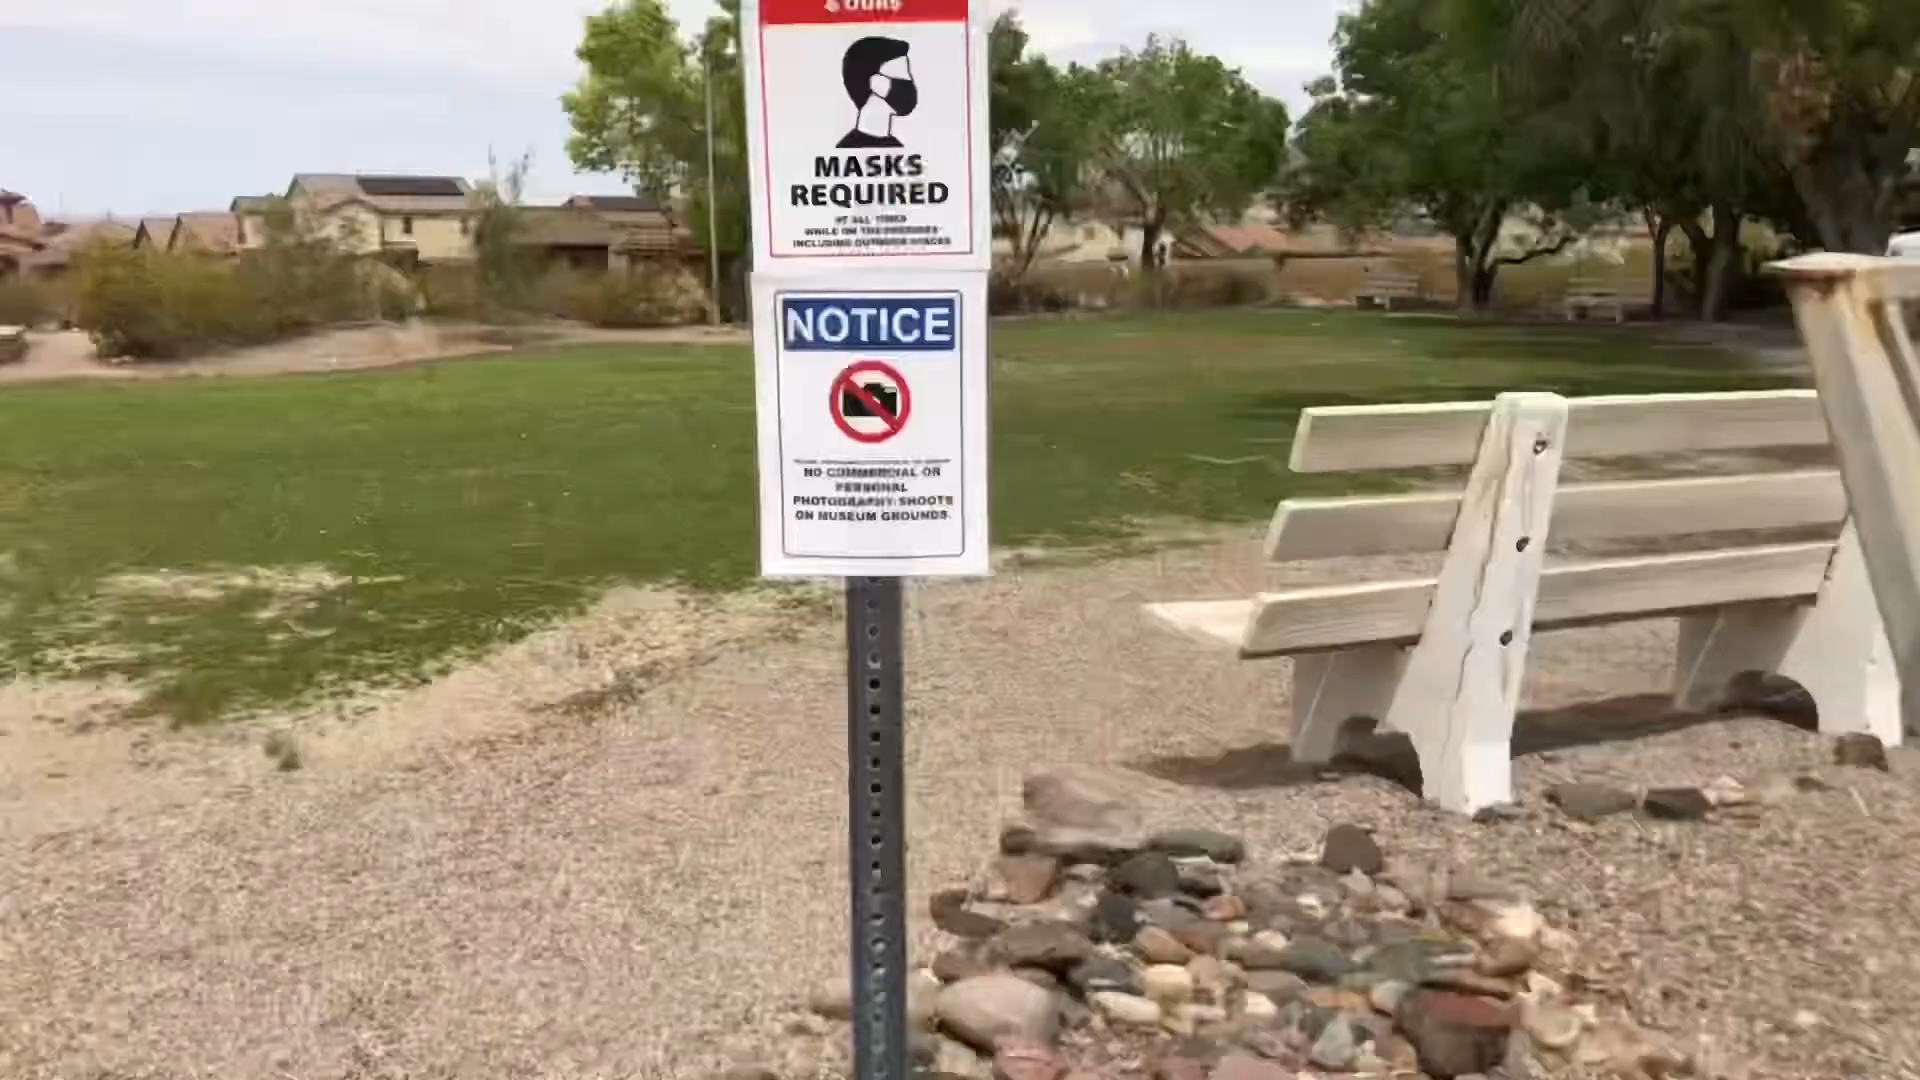 & OURS
MASKS
REQUIRED
AT ALL TIMES
WHILE ON THE PREMISES
INCLUDING OUTDOOR SPACES
NOTICE
NO COMMERCIAL OR
PERSONAL
PHOTOGRAPHY SHOOTS
ON MUSEUM GROUNDS.